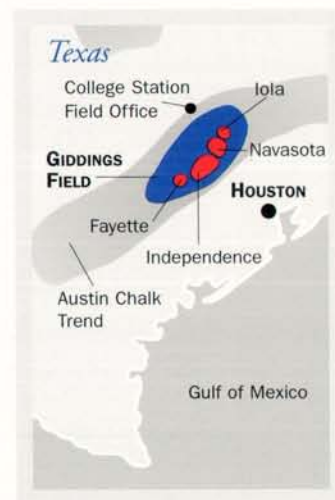 Texas
College Station
Field Office
Iola
Navasota
GIDDINGS
FIELD
HOUSTON
Fayette
Independence
Austin Chalk
Trend
Gulf of Mexico